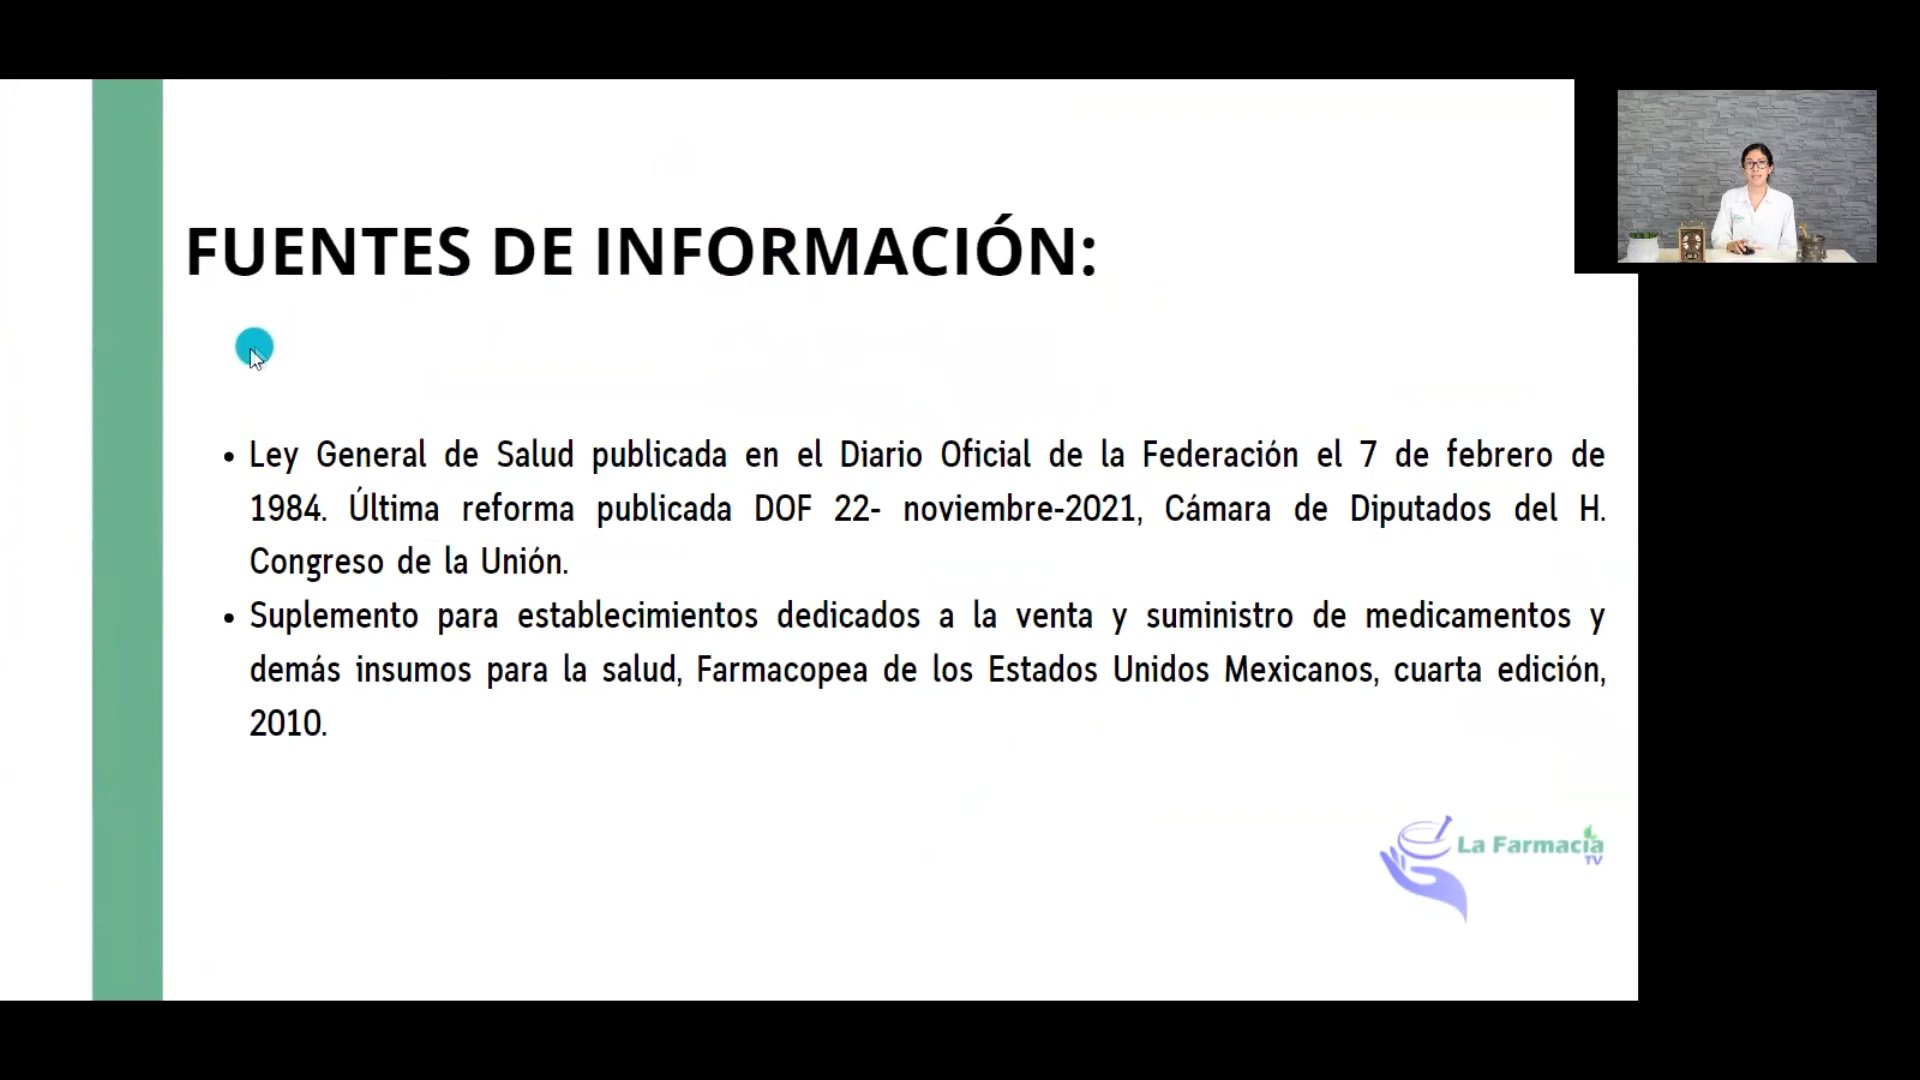 FUENTES DE INFORMACIÓN:
• Ley General de Salud publicada en el Diario Oficial de la Federación el 7 de febrero de
1984. Última reforma publicada DOF 22- noviembre-2021, Cámara de Diputados del H.
Congreso de la Unión.
• Suplemento para establecimientos dedicados a la venta y suministro de medicamentos y
demás insumos para la salud, Farmacopea de los Estados Unidos Mexicanos, cuarta edición,
2010.
La Farmacia
TV